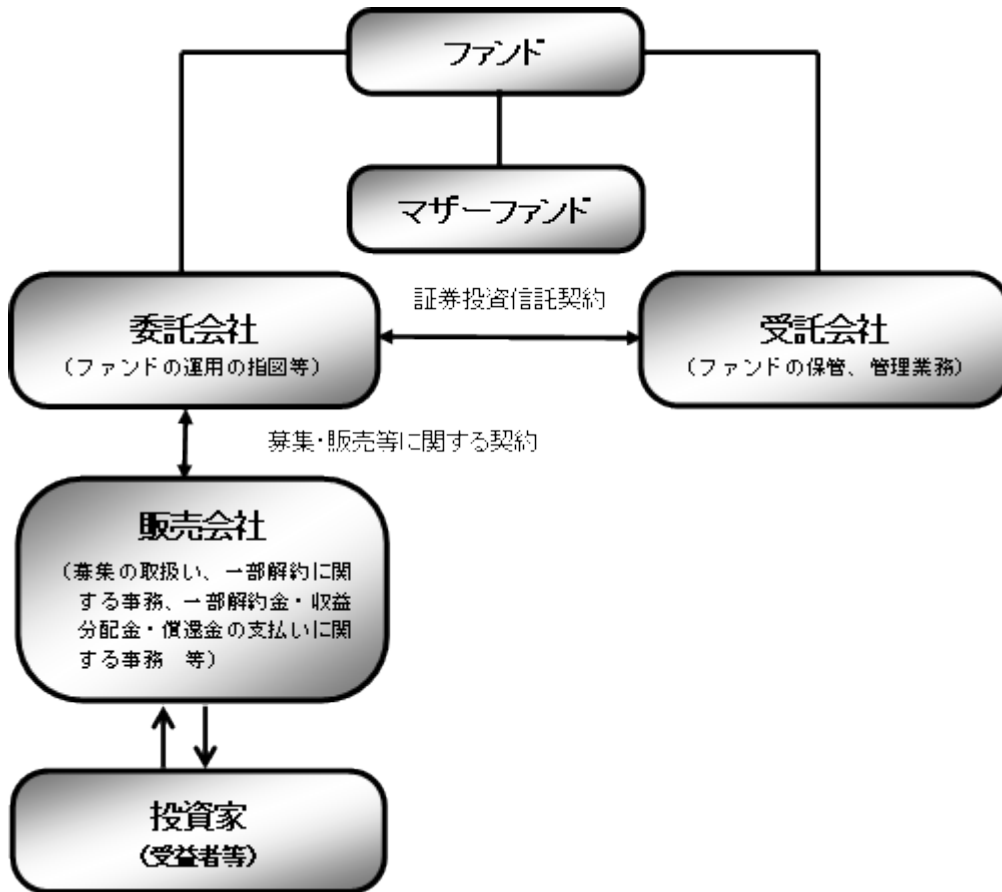 ファンド
マザーファンド
証券投資信託契約
委託会社
（ファンドの運用の指図等）
受託会社
（ファンドの保管、管理業務）
募集・販売等に関する契約
販売会社
（募集の取扱い、一部解約に関
する事務、一部解約金・収益
分配金・償還金の支払いに関
する事務　等）
投資家
（受益者等）